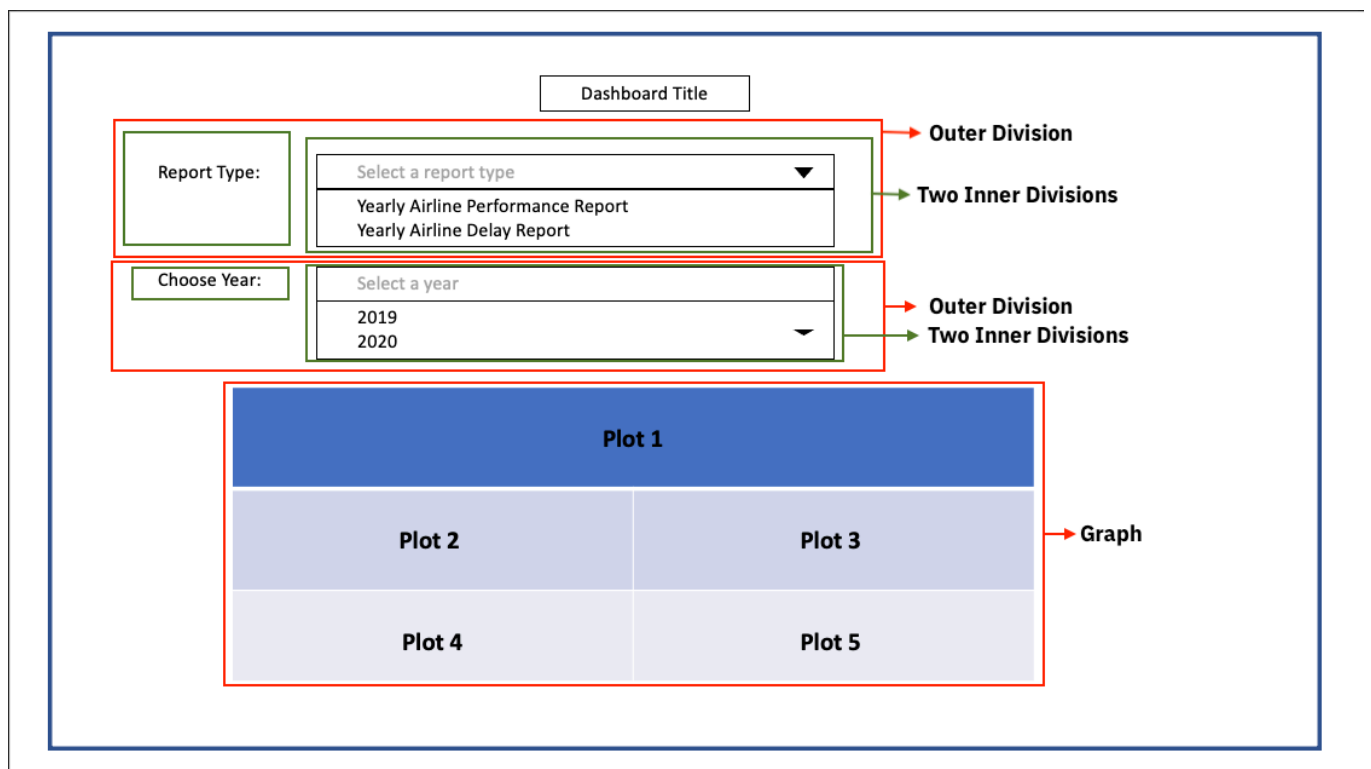 Dashboard Title
Outer Division
Report Type:
Select a report type
Two Inner Divisions
Yearly Airline Performance Report
Yearly Airline Delay Report
Choose Year:
Select a year
Outer Division
2019
2020
Two Inner Divisions
Plot 1
Plot 2
Plot 3
Graph
Plot 4
Plot 5